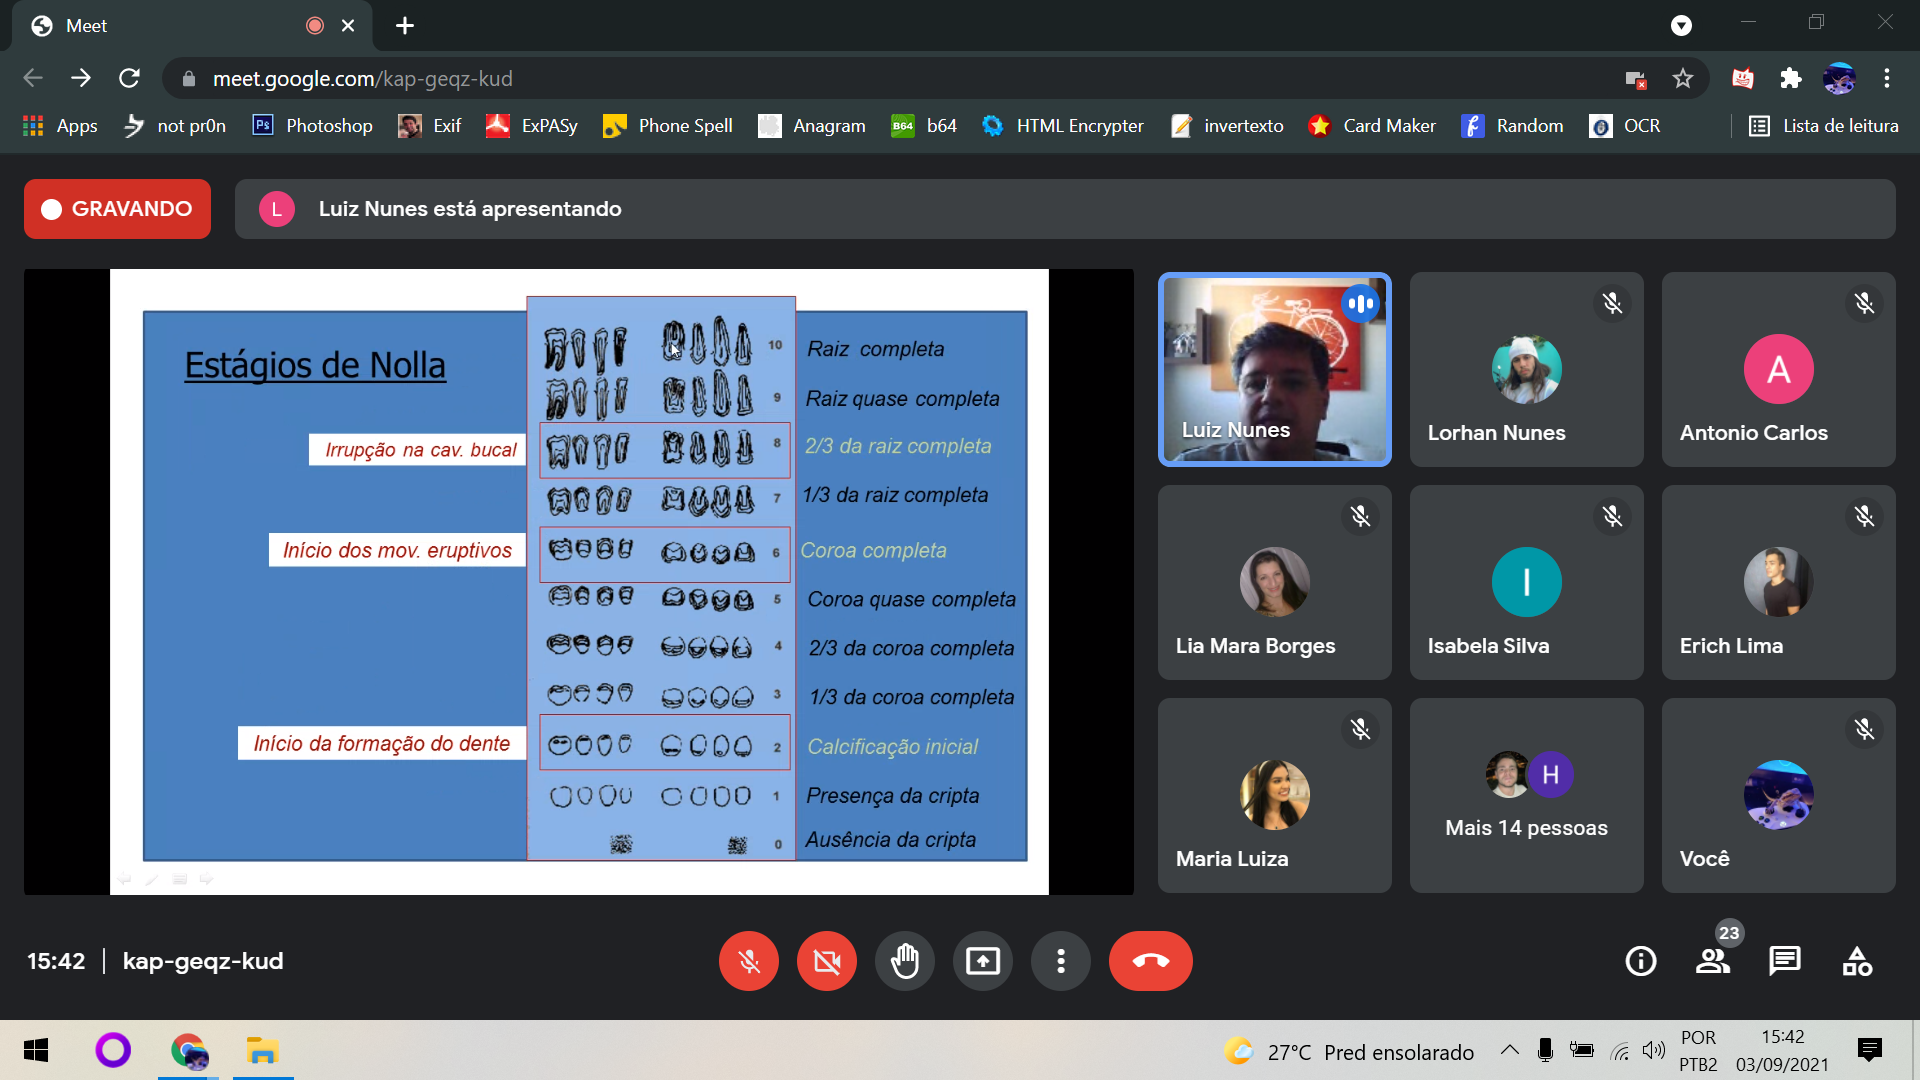 Meet
meet.google.com/kap-geqz-kud
Apps
not pr0n
Ps
Photoshop
Exif
ExPASy
Phone Spell
Anagram
B64
b64
HTML Encrypter
invertexto
Card Maker
Random
OCR
Lista de leitura
GRAVANDO
L
Luiz Nunes está apresentando
Estágios de Nolla
10
Raiz completa
9
Raiz quase completa
Irrupção na cav. bucal
8
2/3 da raiz completa
7
1/3 da raiz completa
Início dos mov. eruptivos
6
Coroa completa
5
Coroa quase completa
4
2/3 da coroa completa
3
1/3 da coroa completa
Início da formação do dente
2
Calcificação inicial
1
Presença da cripta
0
Ausência da cripta
Luiz Nunes
Lorhan Nunes
A
Antonio Carlos
Lia Mara Borges
I
Isabela Silva
Erich Lima
Maria Luiza
H
Mais 14 pessoas
Você
15:42
kap-geqz-kud
23
27°C Pred ensolarado
POR
PTB2
15:42
03/09/2021